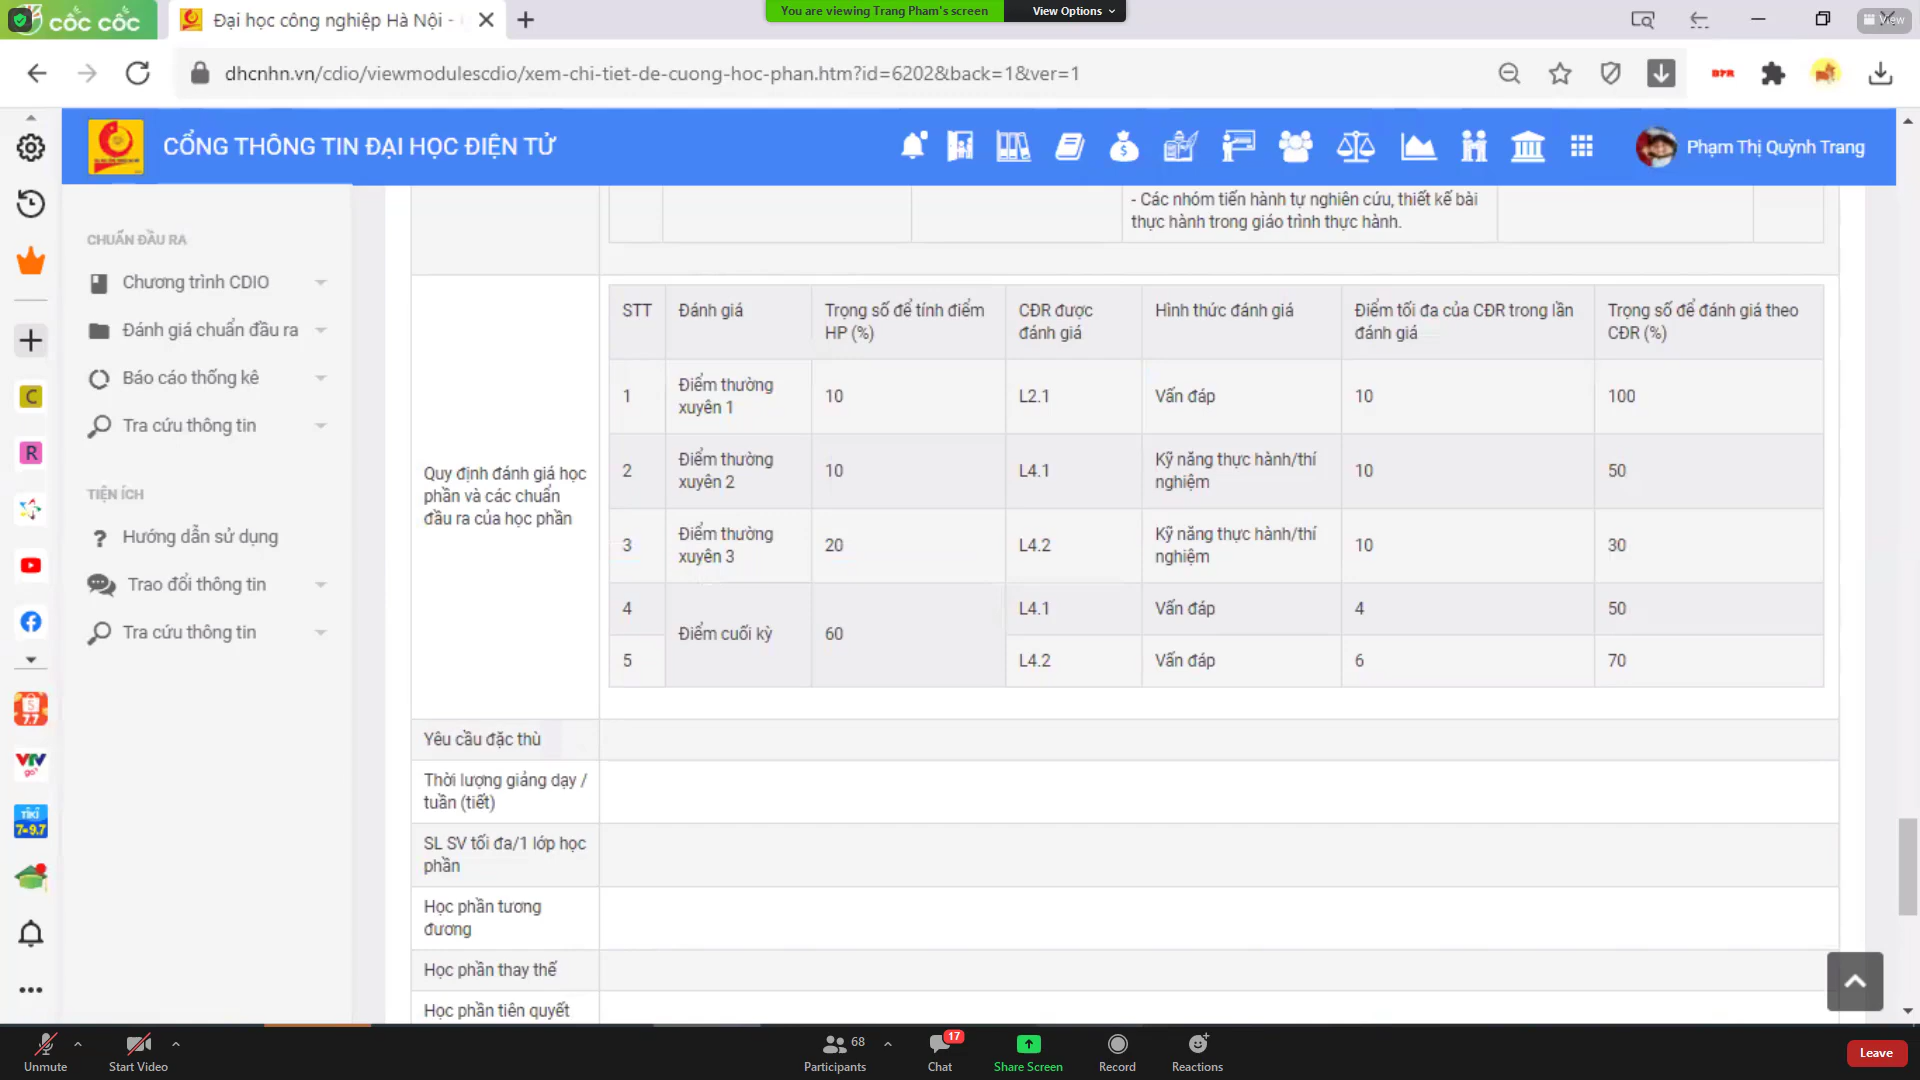 cốc cốc
Đại học công nghiệp Hà Nội -
You are viewing Trang Pham's screen
View Options
View
dhcnhn.vn/cdio/viewmodulescdio/xem-chi-tiet-de-cuong-hoc-phan.htm?id=6202&back=1&ver=1
CỔNG THÔNG TIN ĐẠI HỌC ĐIỆN TỬ
Phạm Thị Quỳnh Trang
CHUẨN ĐẦU RA
Chương trình CDIO
Đánh giá chuẩn đầu ra
Báo cáo thống kê
Tra cứu thông tin
TIỆN ÍCH
Hướng dẫn sử dụng
Trao đổi thông tin
Tra cứu thông tin
C
R
S
7.7
VTV
go
TIKI
7-9.7
- Các nhóm tiến hành tự nghiên cứu, thiết kế bài
thực hành trong giáo trình thực hành.
Quy định đánh giá học
phần và các chuẩn
đầu ra của học phần
STT
Đánh giá
Trọng số để tính điểm
HP (%)
CĐR được
đánh giá
Hình thức đánh giá
Điểm tối đa của CĐR trong lần
đánh giá
Trọng số để đánh giá theo
CĐR (%)
1
Điểm thường
xuyên 1
10
L2.1
Vấn đáp
10
100
2
Điểm thường
xuyên 2
10
L4.1
Kỹ năng thực hành/thí
nghiệm
10
50
3
Điểm thường
xuyên 3
20
L4.2
Kỹ năng thực hành/thí
nghiệm
10
30
4
Điểm cuối kỳ
60
L4.1
Vấn đáp
4
50
5
L4.2
Vấn đáp
6
70
Yêu cầu đặc thù
Thời lượng giảng dạy /
tuần (tiết)
SL SV tối đa/1 lớp học
phần
Học phần tương
đương
Học phần thay thế
Học phần tiên quyết
Unmute
Start Video
68
Participants
17
Chat
Share Screen
Record
Reactions
Leave